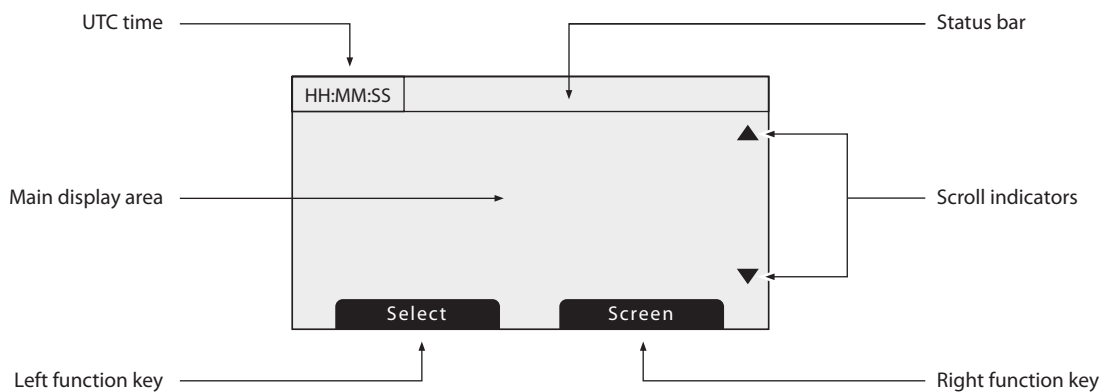 UTC time
Status bar
HH:MM:SS
Main display area
Scroll indicators
Select
Screen
Left function key
Right function key